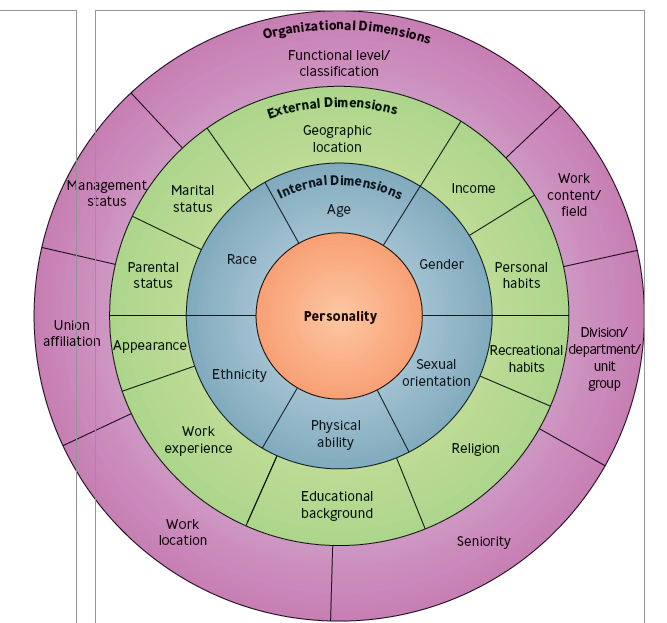 Organizational Dimensions
Functional level/
classification
External Dimensions
Geographic
location
Internal Dimensions
Age
Management
status
Marital
status
Income
Work
content/
field
Race
Gender
Parental
status
Personal
habits
Personality
Union
affiliation
Appearance
Recreational
habits
Division/
department/
unit
group
Ethnicity
Sexual
orientation
Physical
ability
Work
experience
Religion
Educational
background
Work
location
Seniority